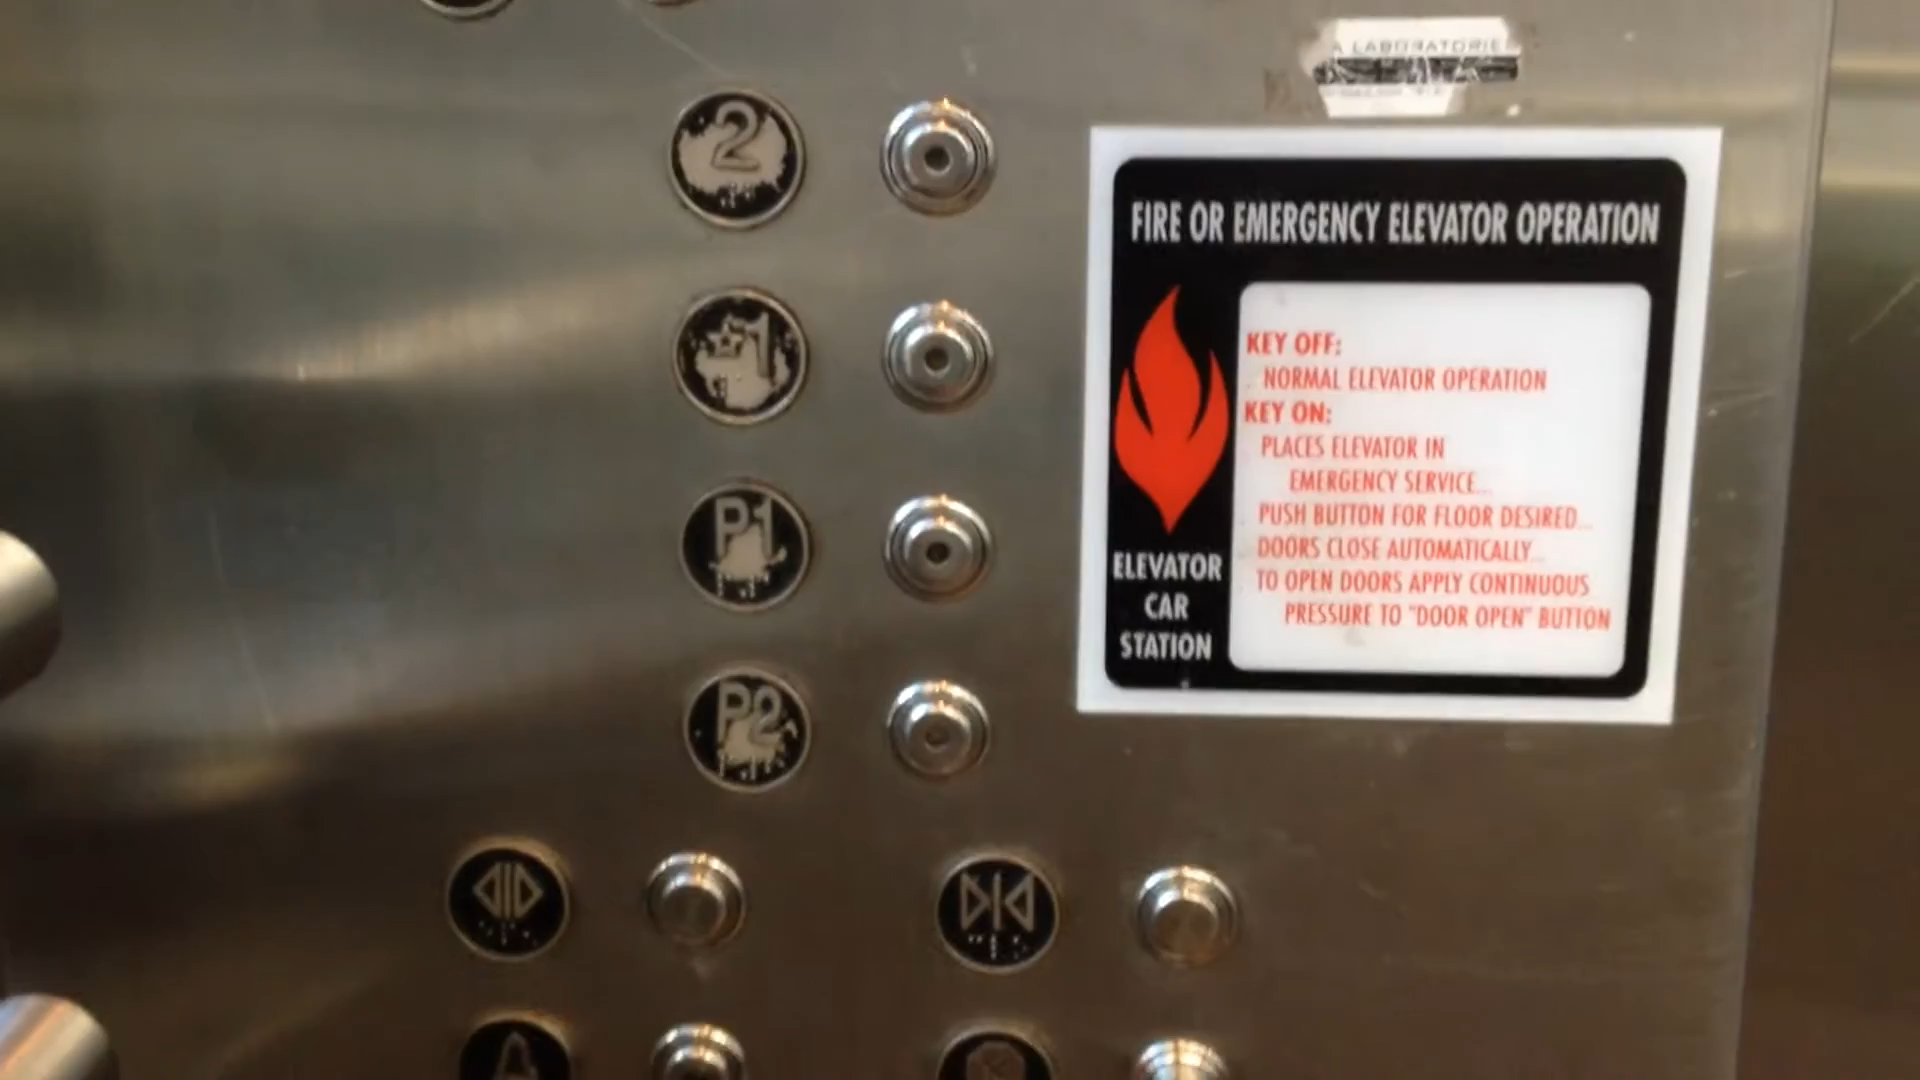 A LABORATORIE
2
FIRE OR EMERGENCY ELEVATOR OPERATION
★1
KEY OFF:
NORMAL ELEVATOR OPERATION
KEY ON:
PLACES ELEVATOR IN
EMERGENCY SERVICE...
PUSH BUTTON FOR FLOOR DESIRED...
DOORS CLOSE AUTOMATICALLY...
TO OPEN DOORS APPLY CONTINUOUS
PRESSURE TO "DOOR OPEN" BUTTON
ELEVATOR
CAR
STATION
P1
P2